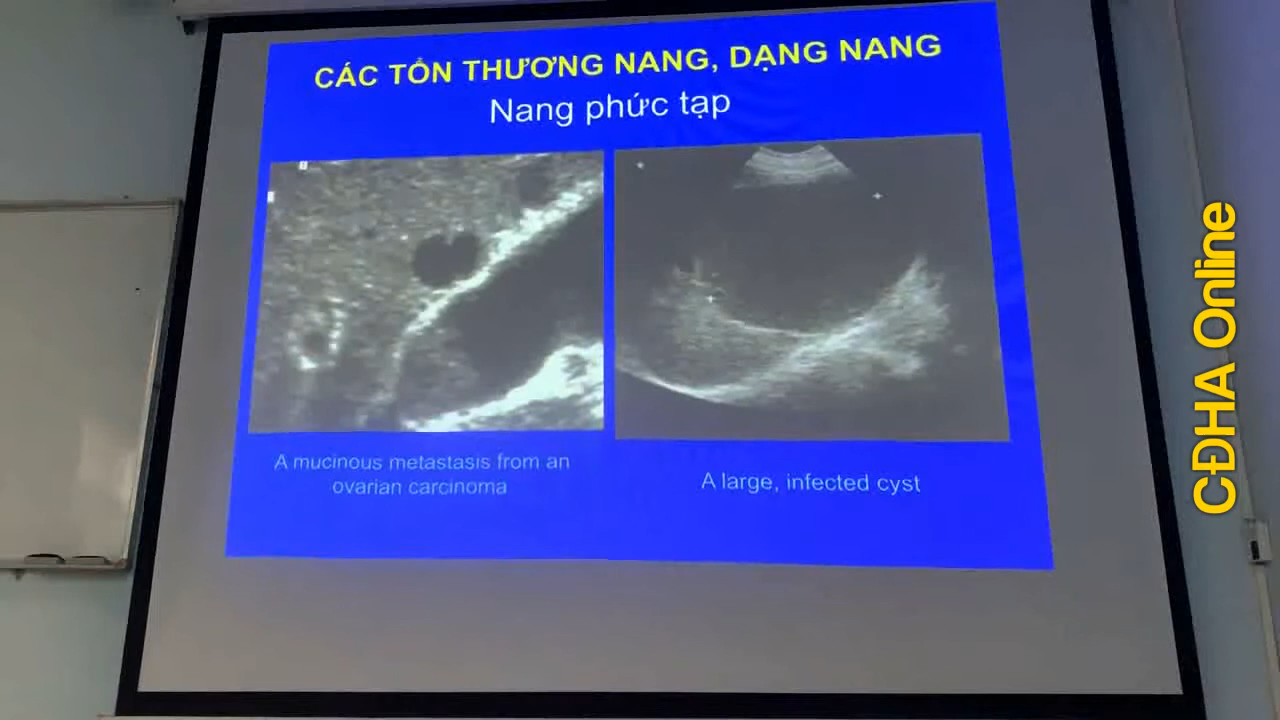 CÁC TỔN THƯƠNG NANG, DẠNG NANG
Nang phức tạp
A mucinous metastasis from an
ovarian carcinoma
A large, infected cyst
CĐHA Online